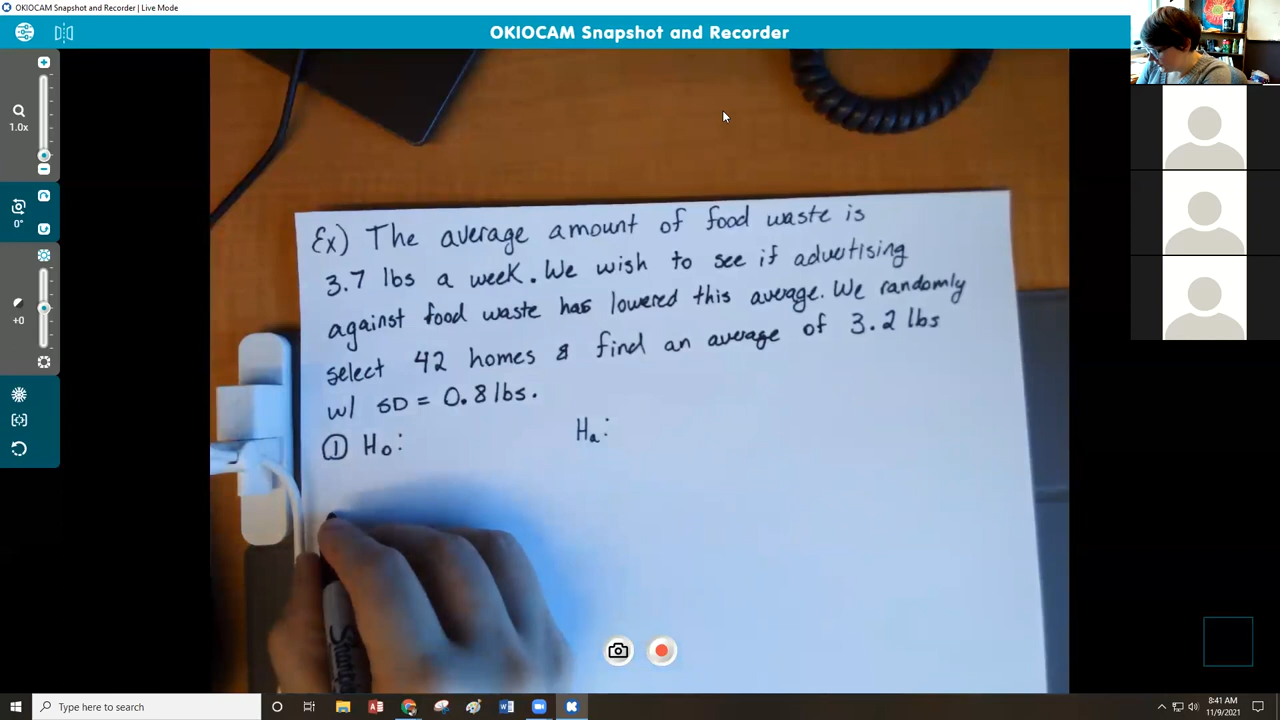 OKIOCAM Snapshot and Recorder | Live Mode
OKIOCAM Snapshot and Recorder
1.0x
0°
+0
Ex) The average amount of food waste is
3.7 lbs a week. We wish to see if advertising
against food waste has lowered this average. We randomly
select 42 homes & find an average of 3.2 lbs
w/ SD = 0.8 lbs.
① H₀: Hₐ:
Sharpie
Type here to search
8:41 AM
11/9/2021